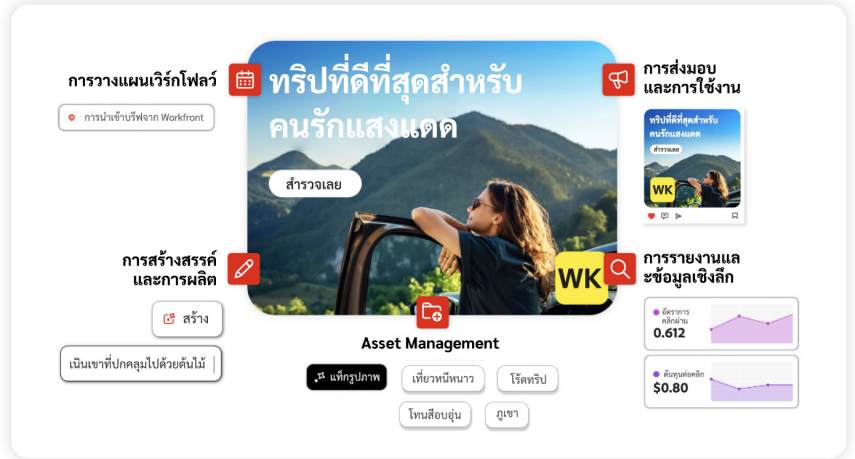 การวางแผนเวิร์กโฟลว์
การนำเข้าบรีฟจาก Workfront
ทริปที่ดีที่สุดสำหรับ
คนรักแสงแดด
สำรวจเลย
WK
การส่งมอบ
และการใช้งาน
ทริปที่ดีที่สุดสำหรับ
คนรักแสงแดด
สำรวจเลย
WK
การสร้างสรรค์
และการผลิต
สร้าง
เนินเขาที่ปกคลุมไปด้วยต้นไม้
Asset Management
แท็กรูปภาพ
เที่ยวหนีหนาว
โร้ดทริป
โทนสีอบอุ่น
ภูเขา
การรายงานแล
ะข้อมูลเชิงลึก
อัตราการ
คลิกผ่าน
0.612
ต้นทุนต่อคลิก
$0.80